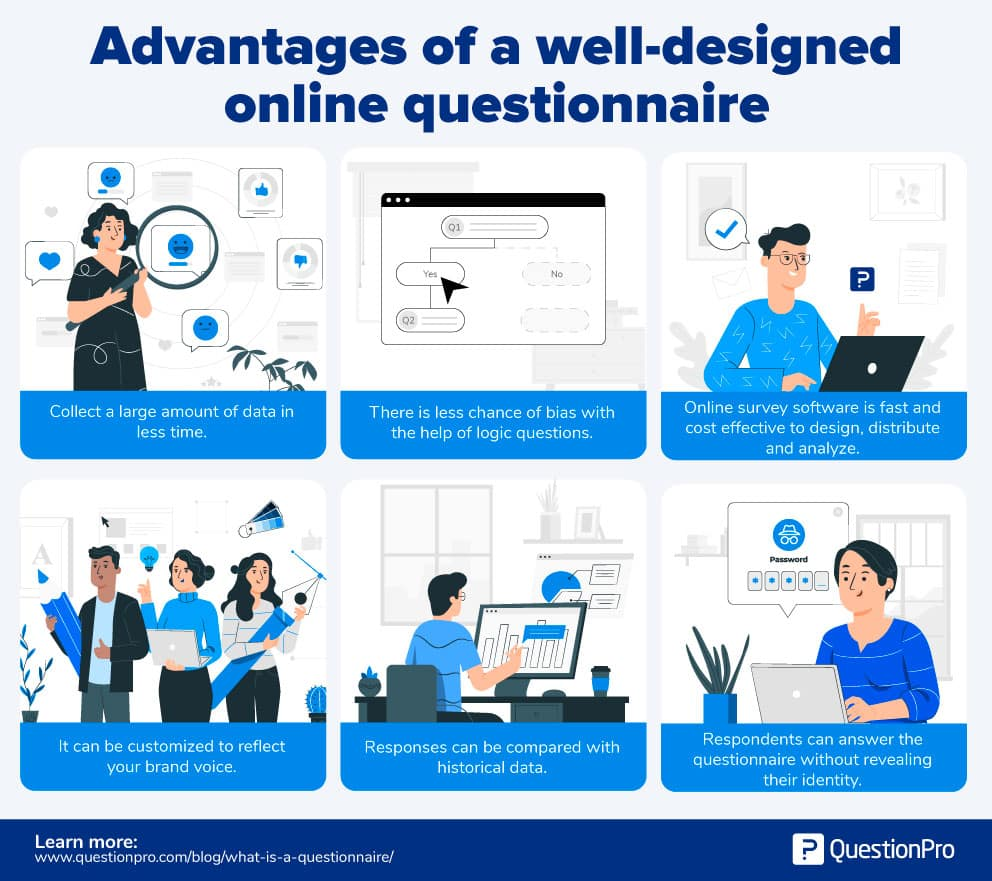 Advantages of a well-designed
online questionnaire
Q1
Yes
No
Q2
Collect a large amount of data in
less time.
There is less chance of bias with
the help of logic questions.
Online survey software is fast and
cost effective to design, distribute
and analyze.
A
Password
* * * * _
It can be customized to reflect
your brand voice.
Responses can be compared with
historical data.
Respondents can answer the
questionnaire without revealing
their identity.
Learn more:
www.questionpro.com/blog/what-is-a-questionnaire/
QuestionPro